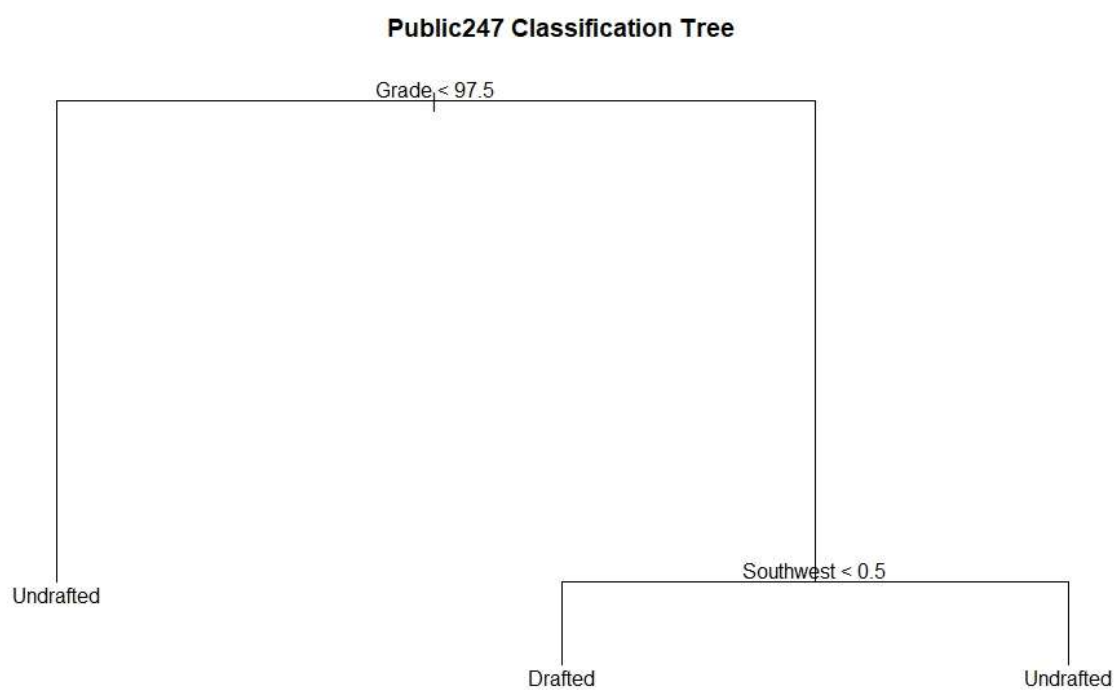 Public247 Classification Tree
Grade < 97.5
Southwest < 0.5
Undrafted
Drafted
Undrafted